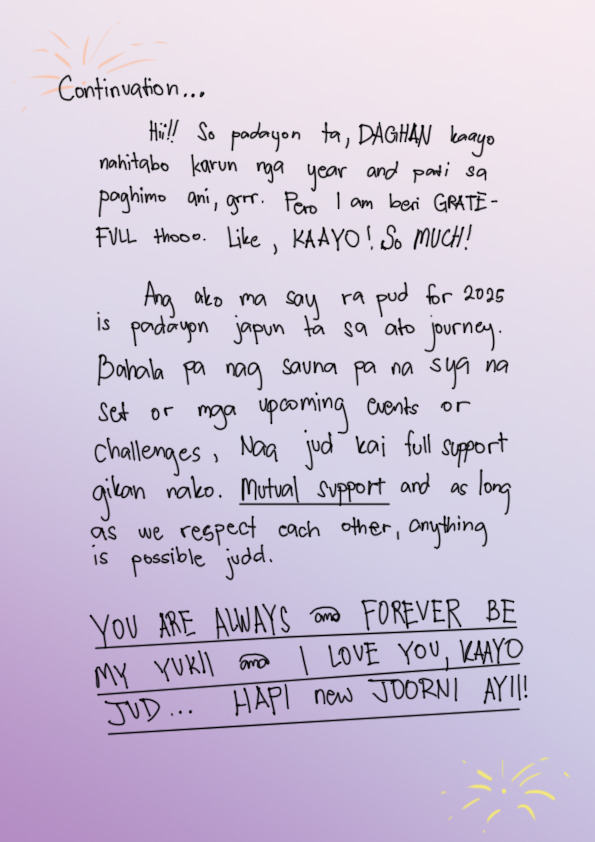 Continuation...
Hii!! So padayon ta, DAGHAN kaayo
nahitabo karun nga year and pati sa
paghimo ani, grrr. Pero I am beri GRATE-
FULL thooo. Like, KAAYO! So MUCH!
Ang ako ma say ra pud for 2025
is padayon japun ta sa ato journey.
Bahala pa nag sauna pa na sya na
set or mga upcoming events or
challenges, Naa jud kai full support
gikan nako. Mutual support and as long
as we respect each other, anything
is possible judd.
YOU ARE ALWAYS and FOREVER BE
MY YUKII and I LOVE YOU, KAAYO
JUD... HAPI new JOORNI AYII!